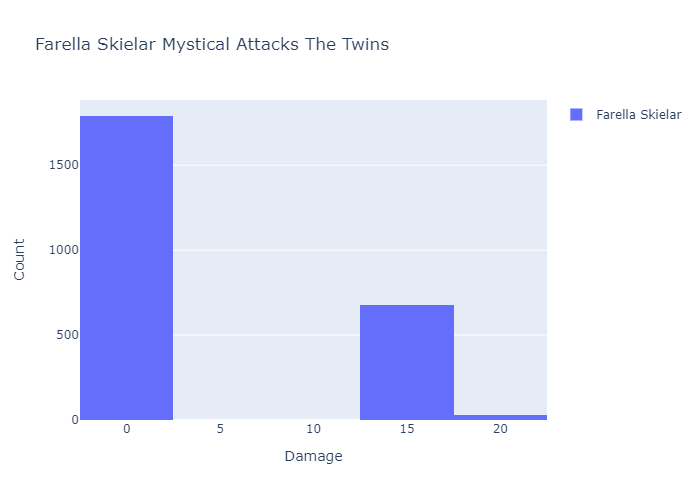 Farella Skielar Mystical Attacks The Twins
Farella Skielar
1500
1000
500
0
Count
0 5 10 15 20
Damage